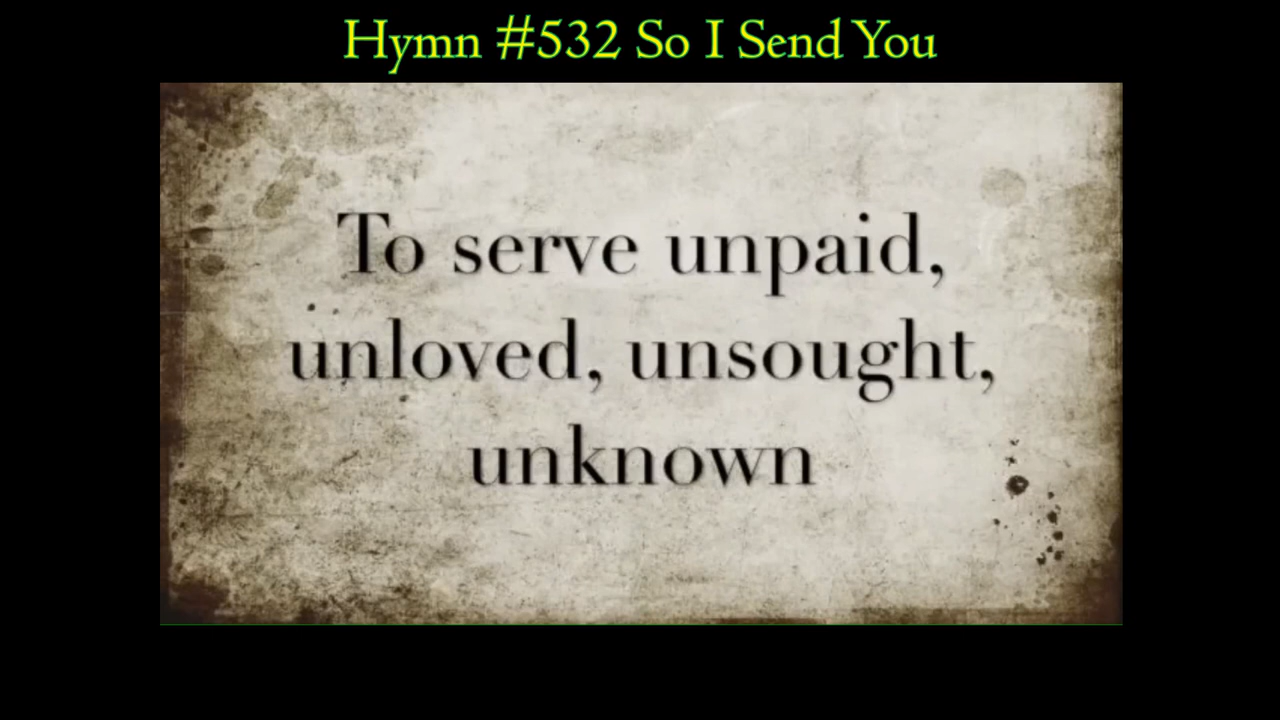 Hymn #532 So I Send You
To serve unpaid,
unloved, unsought,
unknown